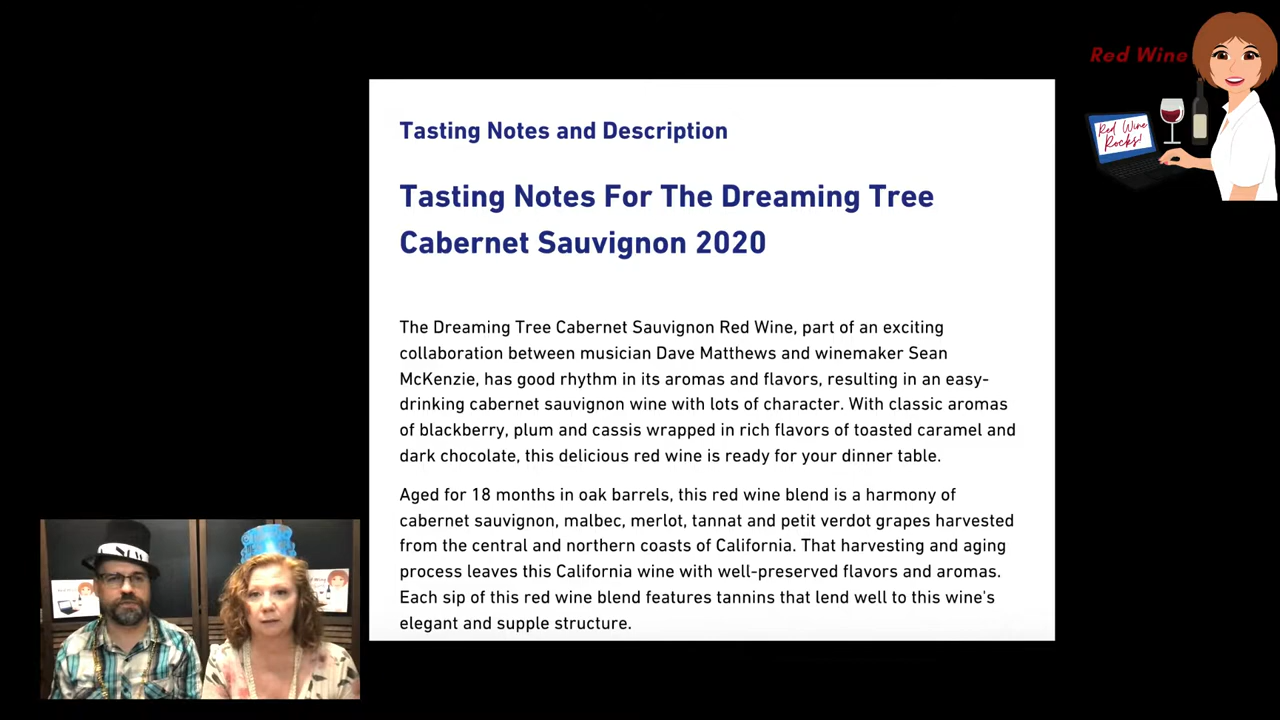 Red Wine
Red Wine
Rocks!
Tasting Notes and Description
Tasting Notes For The Dreaming Tree
Cabernet Sauvignon 2020
The Dreaming Tree Cabernet Sauvignon Red Wine, part of an exciting
collaboration between musician Dave Matthews and winemaker Sean
McKenzie, has good rhythm in its aromas and flavors, resulting in an easy-
drinking cabernet sauvignon wine with lots of character. With classic aromas
of blackberry, plum and cassis wrapped in rich flavors of toasted caramel and
dark chocolate, this delicious red wine is ready for your dinner table.
Aged for 18 months in oak barrels, this red wine blend is a harmony of
cabernet sauvignon, malbec, merlot, tannat and petit verdot grapes harvested
from the central and northern coasts of California. That harvesting and aging
process leaves this California wine with well-preserved flavors and aromas.
Each sip of this red wine blend features tannins that lend well to this wine's
elegant and supple structure.